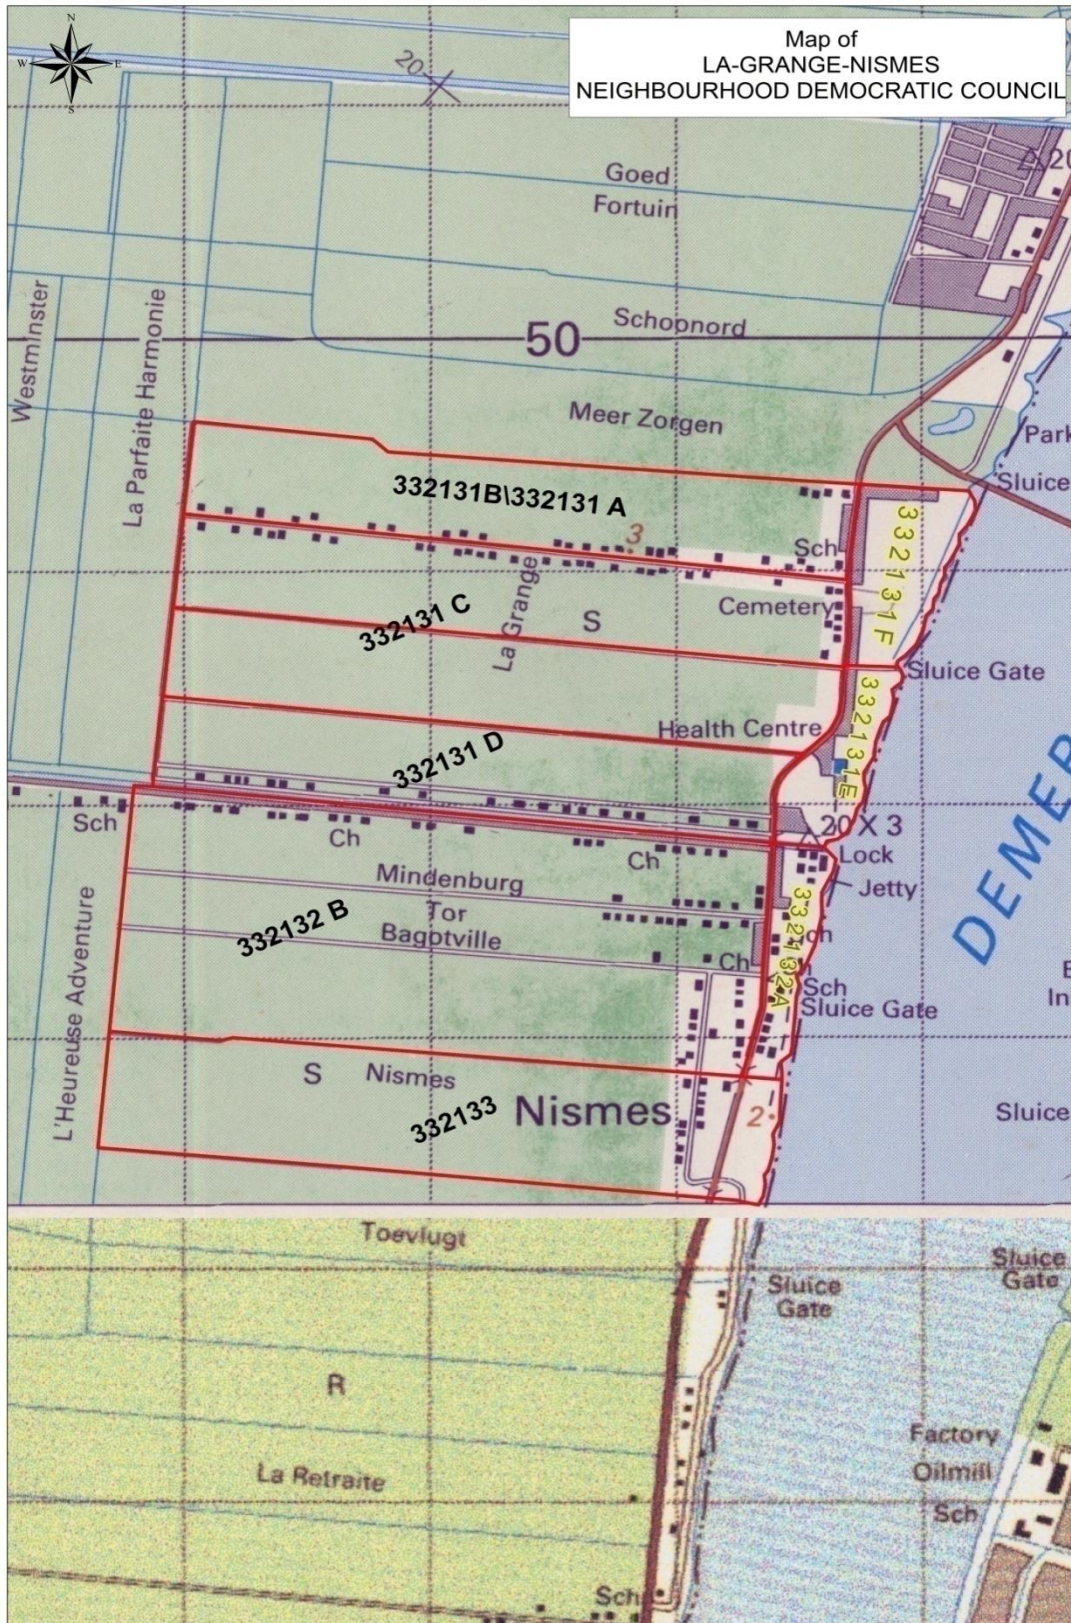 N
W
E
S
Map of
LA-GRANGE-NISMES
NEIGHBOURHOOD DEMOCRATIC COUNCIL
20
Goed
Fortuin
Westminster
La Parfaite Harmonie
50
Schopnord
Meer Zorgen
Park
Sluice
332131B\332131 A
3
Sch
332131F
Cemetery
332131 C
La Grange
S
Sluice Gate
Health Centre
332131E
332131 D
Sch
Ch
Ch
20 X 3
Lock
Jetty
DEMER
Mindenburg
Tor
Bagotville
332132 B
332132A
Ch
Sch
Sluice Gate
L'Heureuse Adventure
S
Nismes
332133
Nismes
2
Sluice
Toevlugt
Sluice
Gate
Sluice
Gate
R
La Retraite
Factory
Oilmill
Sch
Sch